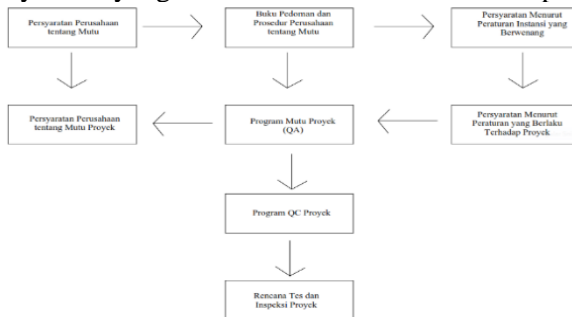 Persyaratan Perusahaan
tentang Mutu
Buku Pedoman dan
Prosedur Perusahaan
tentang Mutu
Persyaratan Menurut
Peraturan Instansi yang
Berwenang
Persyaratan Perusahaan
tentang Mutu Proyek
Program Mutu Proyek
(QA)
Persyaratan Menurut
Peraturan yang Berlaku
Terhadap Proyek
Program QC Proyek
Rencana Tes dan
Inspeksi Proyek